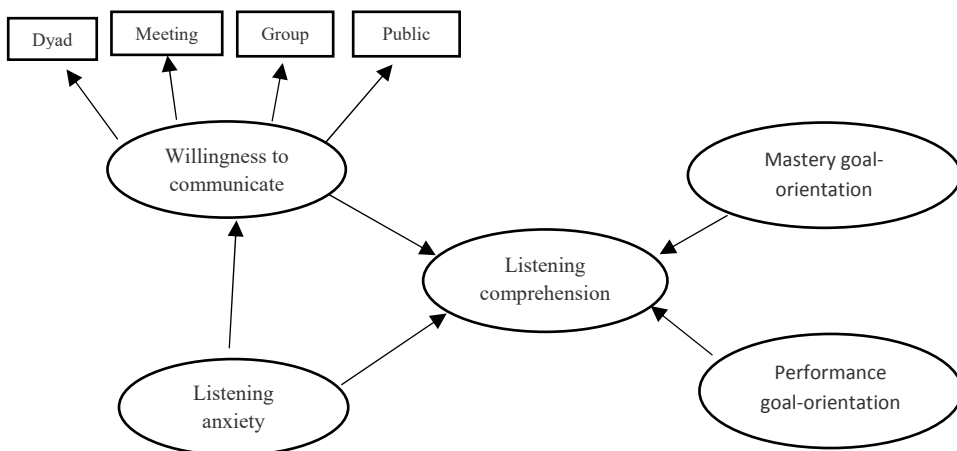 Dyad
Meeting
Group
Public
Willingness to
communicate
Mastery goal-
orientation
Listening
comprehension
Listening
anxiety
Performance
goal-orientation